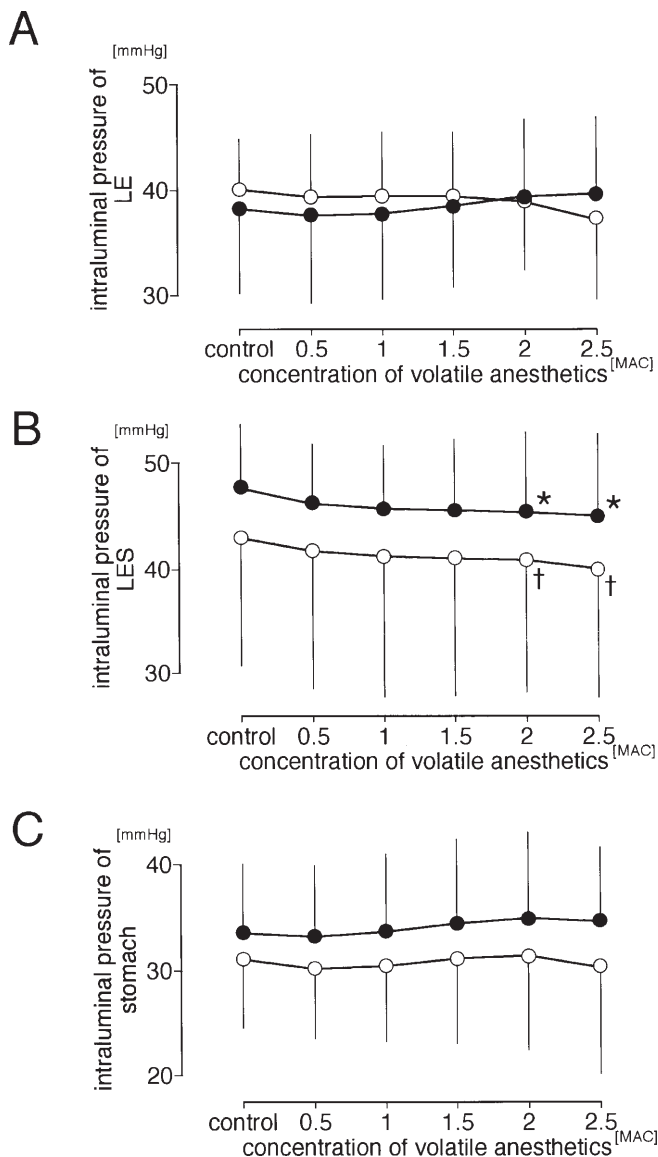 A
[mmHg]
intraluminal pressure of
LE
50
40
30
control 0.5 1 1.5 2 2.5 [MAC]
concentration of volatile anesthetics
B
[mmHg]
intraluminal pressure of
LES
50
40
30
*
*
†
†
control 0.5 1 1.5 2 2.5 [MAC]
concentration of volatile anesthetics
C
[mmHg]
intraluminal pressure of
stomach
40
30
20
control 0.5 1 1.5 2 2.5 [MAC]
concentration of volatile anesthetics